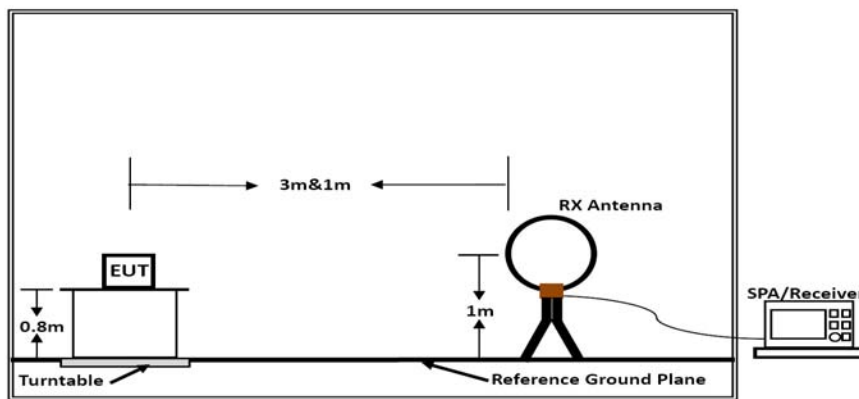 3m&1m
RX Antenna
EUT
SPA/Receiver
0.8m
1m
Turntable
Reference Ground Plane